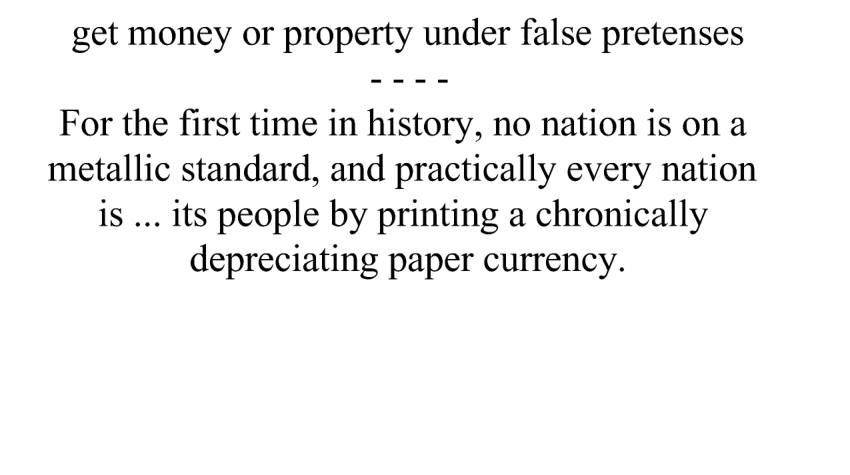 get money or property under false pretenses
- - - -
For the first time in history, no nation is on a
metallic standard, and practically every nation
is ... its people by printing a chronically
depreciating paper currency.